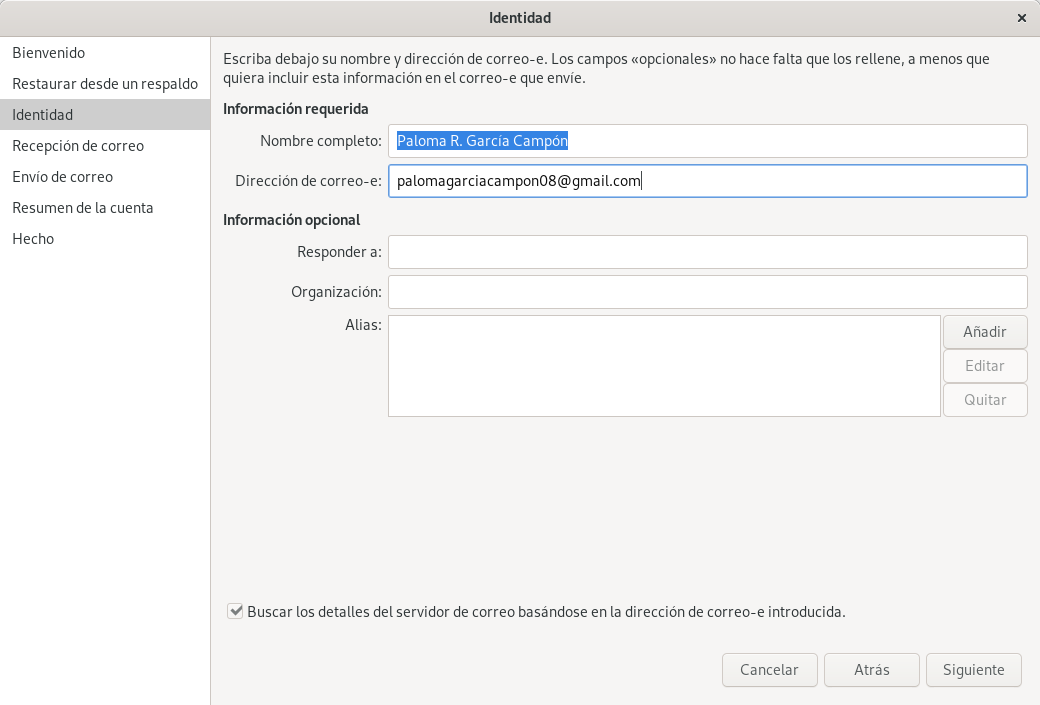 Identidad
Bienvenido
Restaurar desde un respaldo
Identidad
Recepción de correo
Envío de correo
Resumen de la cuenta
Hecho
Escriba debajo su nombre y dirección de correo-e. Los campos «opcionales» no hace falta que los rellene, a menos que
quiera incluir esta información en el correo-e que envíe.
Información requerida
Nombre completo: Paloma R. García Campón
Dirección de correo-e: palomagarciacampon08@gmail.com
Información opcional
Responder a:
Organización:
Alias:
Añadir
Editar
Quitar
Buscar los detalles del servidor de correo basándose en la dirección de correo-e introducida.
Cancelar Atrás Siguiente